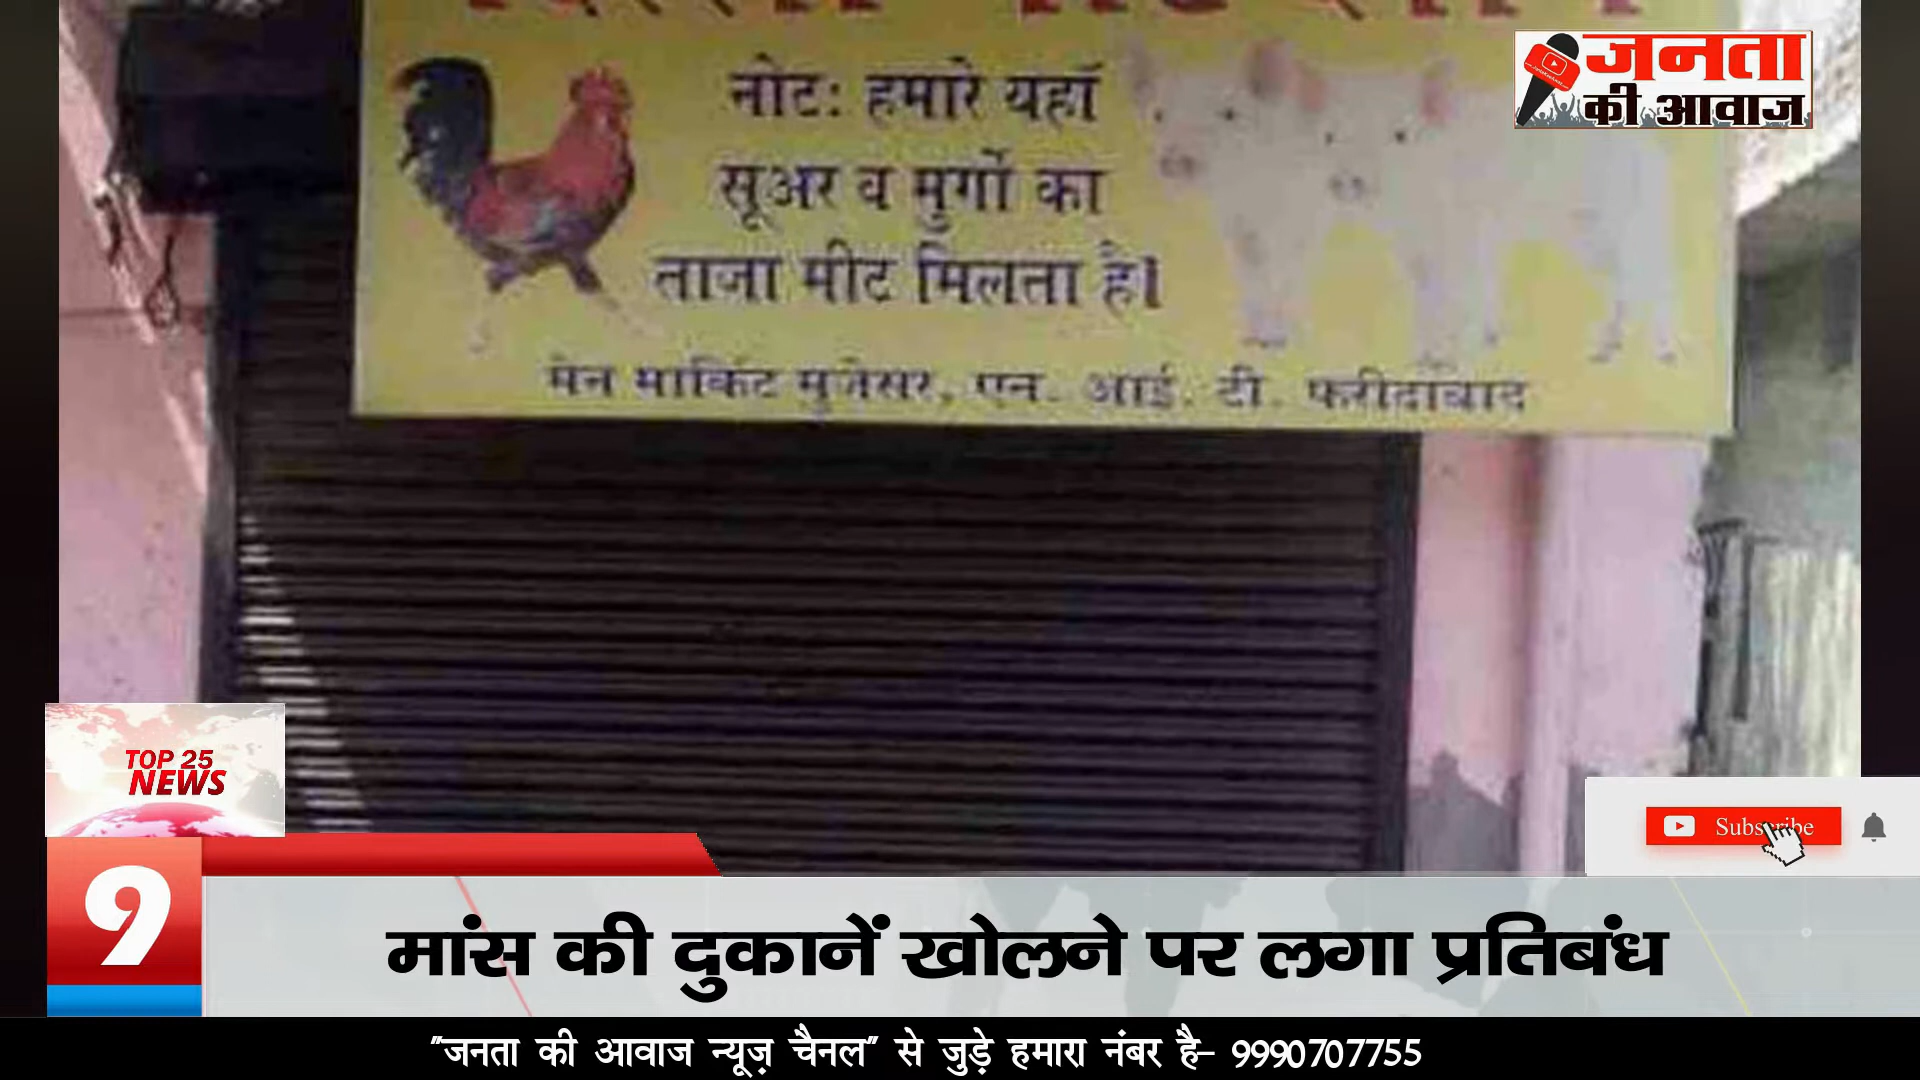 जनता
की आवाज
नोट: हमारे यहाँ
सूअर व मुर्गो का
ताजा मीट मिलता है।
मेन मार्किट मुजेसर, एन. आई. टी. फरीदाबाद
TOP 25
NEWS
Subscribe
9
मांस की दुकानें खोलने पर लगा प्रतिबंध
"जनता की आवाज न्यूज़ चैनल" से जुड़े हमारा नंबर है– 9990707755